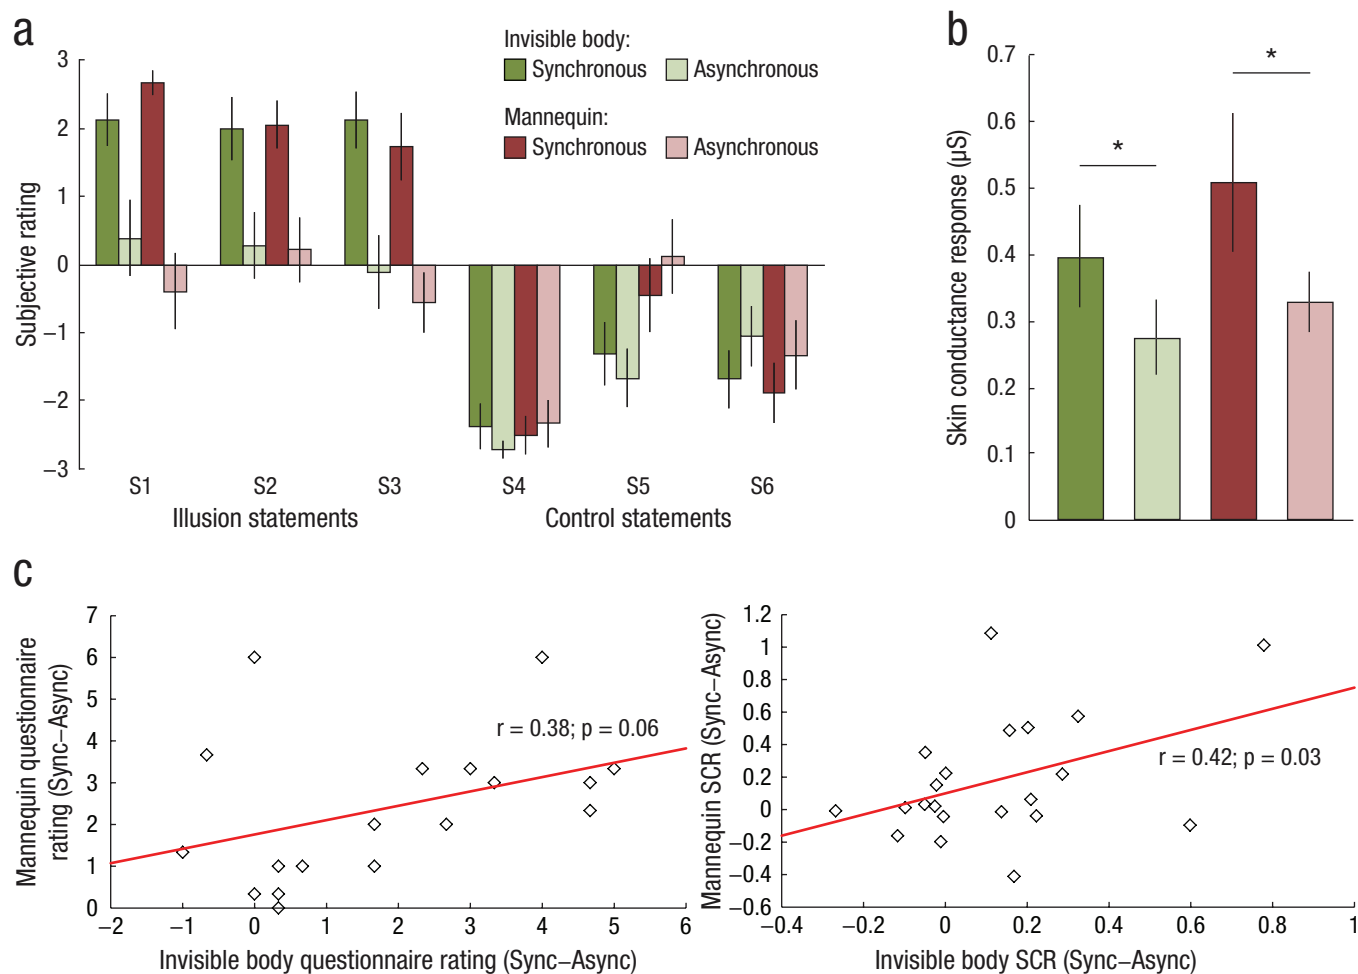 a
Invisible body:
Synchronous
Asynchronous
Mannequin:
Synchronous
Asynchronous
Subjective rating
3
2
1
0
−1
−2
−3
S1
S2
S3
S4
S5
S6
Illusion statements
Control statements
b
Skin conductance response (µS)
0.7
0.6
0.5
0.4
0.3
0.2
0.1
0
*
*
c
Mannequin questionnaire
rating (Sync–Async)
7
6
5
4
3
2
1
0
r = 0.38; p = 0.06
−2
−1
0
1
2
3
4
5
6
Invisible body questionnaire rating (Sync–Async)
Mannequin SCR (Sync–Async)
1.2
1
0.8
0.6
0.4
0.2
0
−0.2
−0.4
−0.6
r = 0.42; p = 0.03
−0.4
−0.2
0
0.2
0.4
0.6
0.8
1
Invisible body SCR (Sync–Async)